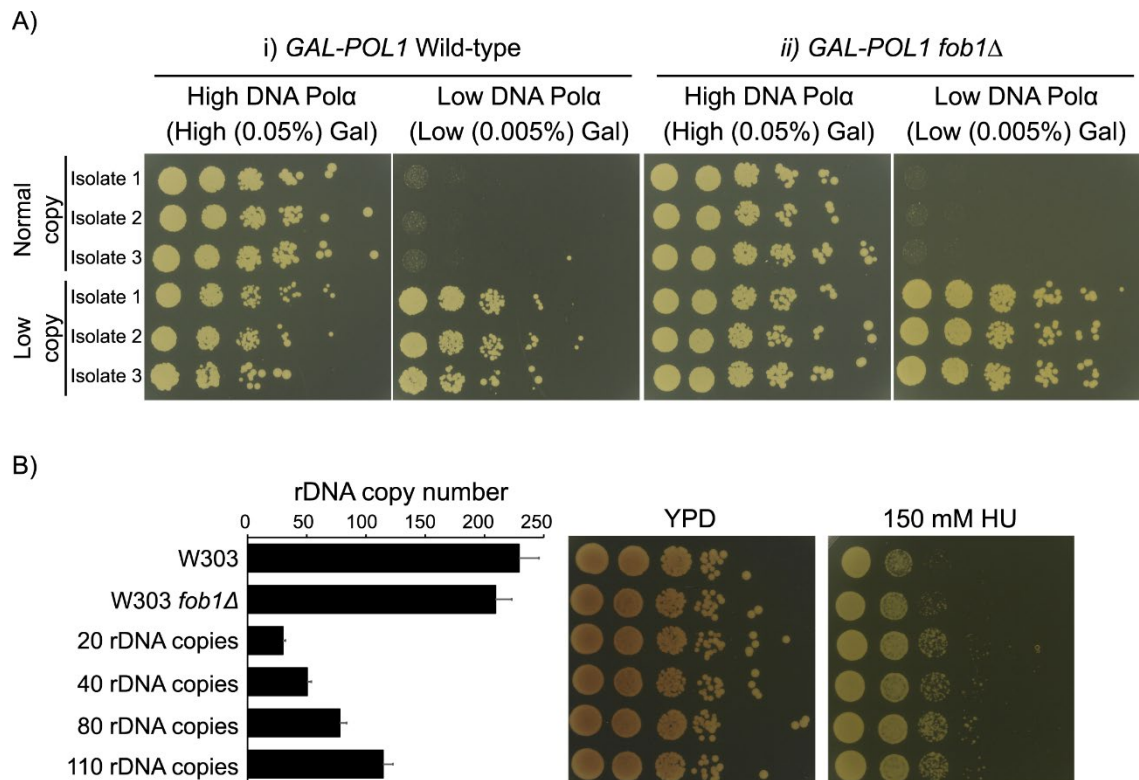 A)
i) GAL-POL1 Wild-type
ii) GAL-POL1 fob1Δ
High DNA Polα
(High (0.05%) Gal)
Low DNA Polα
(Low (0.005%) Gal)
High DNA Polα
(High (0.05%) Gal)
Low DNA Polα
(Low (0.005%) Gal)
Normal
copy
Isolate 1
Isolate 2
Isolate 3
Low
copy
Isolate 1
Isolate 2
Isolate 3
B)
rDNA copy number
0 50 100 150 200 250
W303
W303 fob1Δ
20 rDNA copies
40 rDNA copies
80 rDNA copies
110 rDNA copies
YPD
150 mM HU